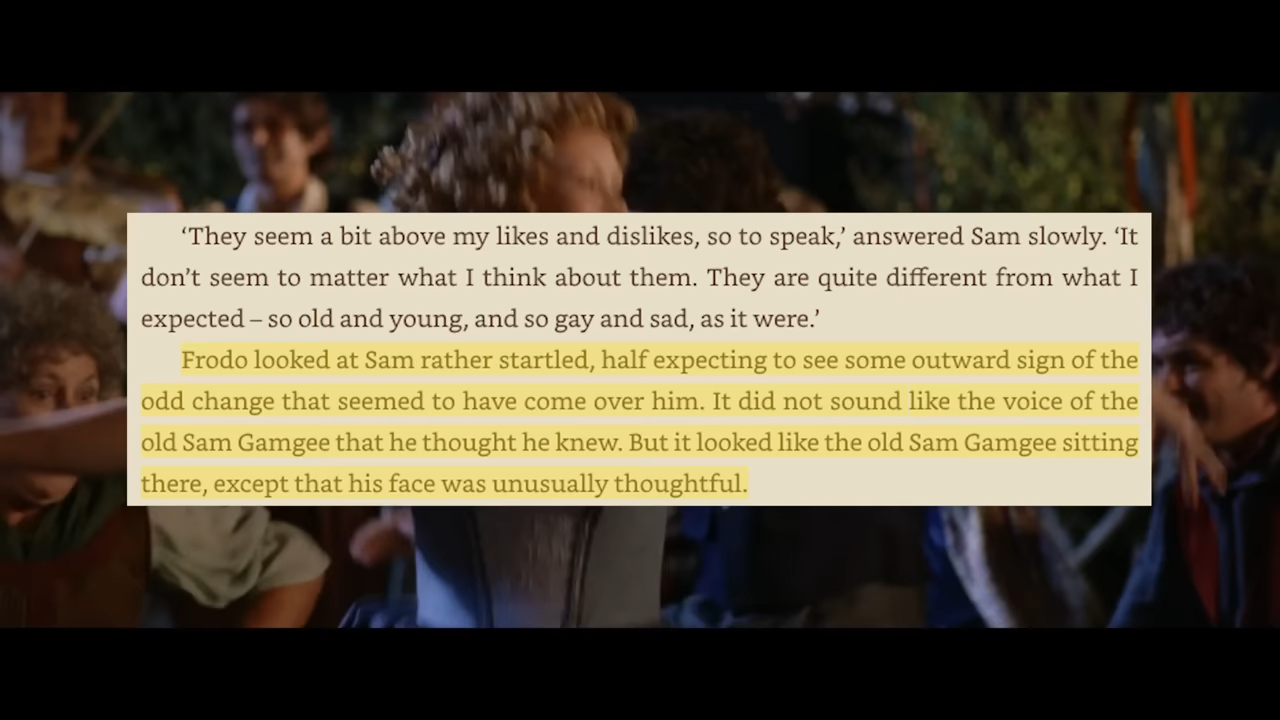 ‘They seem a bit above my likes and dislikes, so to speak,’ answered Sam slowly. ‘It
don’t seem to matter what I think about them. They are quite different from what I
expected – so old and young, and so gay and sad, as it were.’
Frodo looked at Sam rather startled, half expecting to see some outward sign of the
odd change that seemed to have come over him. It did not sound like the voice of the
old Sam Gamgee that he thought he knew. But it looked like the old Sam Gamgee sitting
there, except that his face was unusually thoughtful.